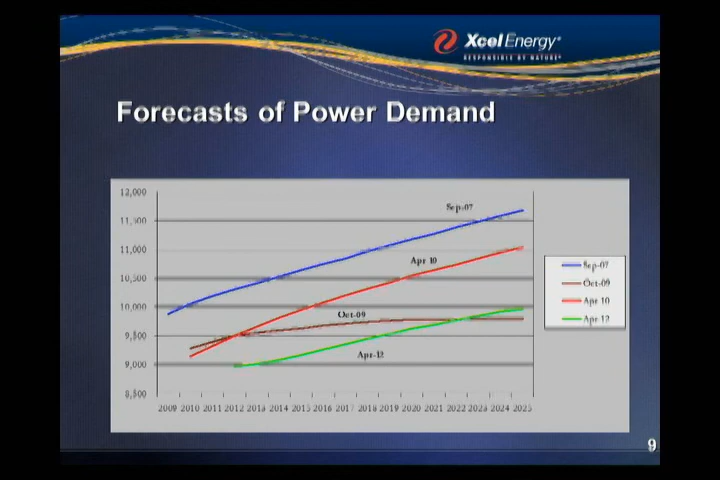 Xcel Energy®
RESPONSIBLE BY NATURE®
Forecasts of Power Demand
12,000
11,500
11,000
10,500
10,000
9,500
9,000
8,500
Sep-07
Apr 10
Oct-09
Apr-12
2009 2010 2011 2012 2013 2014 2015 2016 2017 2018 2019 2020 2021 2022 2023 2024 2025
Sep-07
Oct-09
Apr 10
Apr 12
9